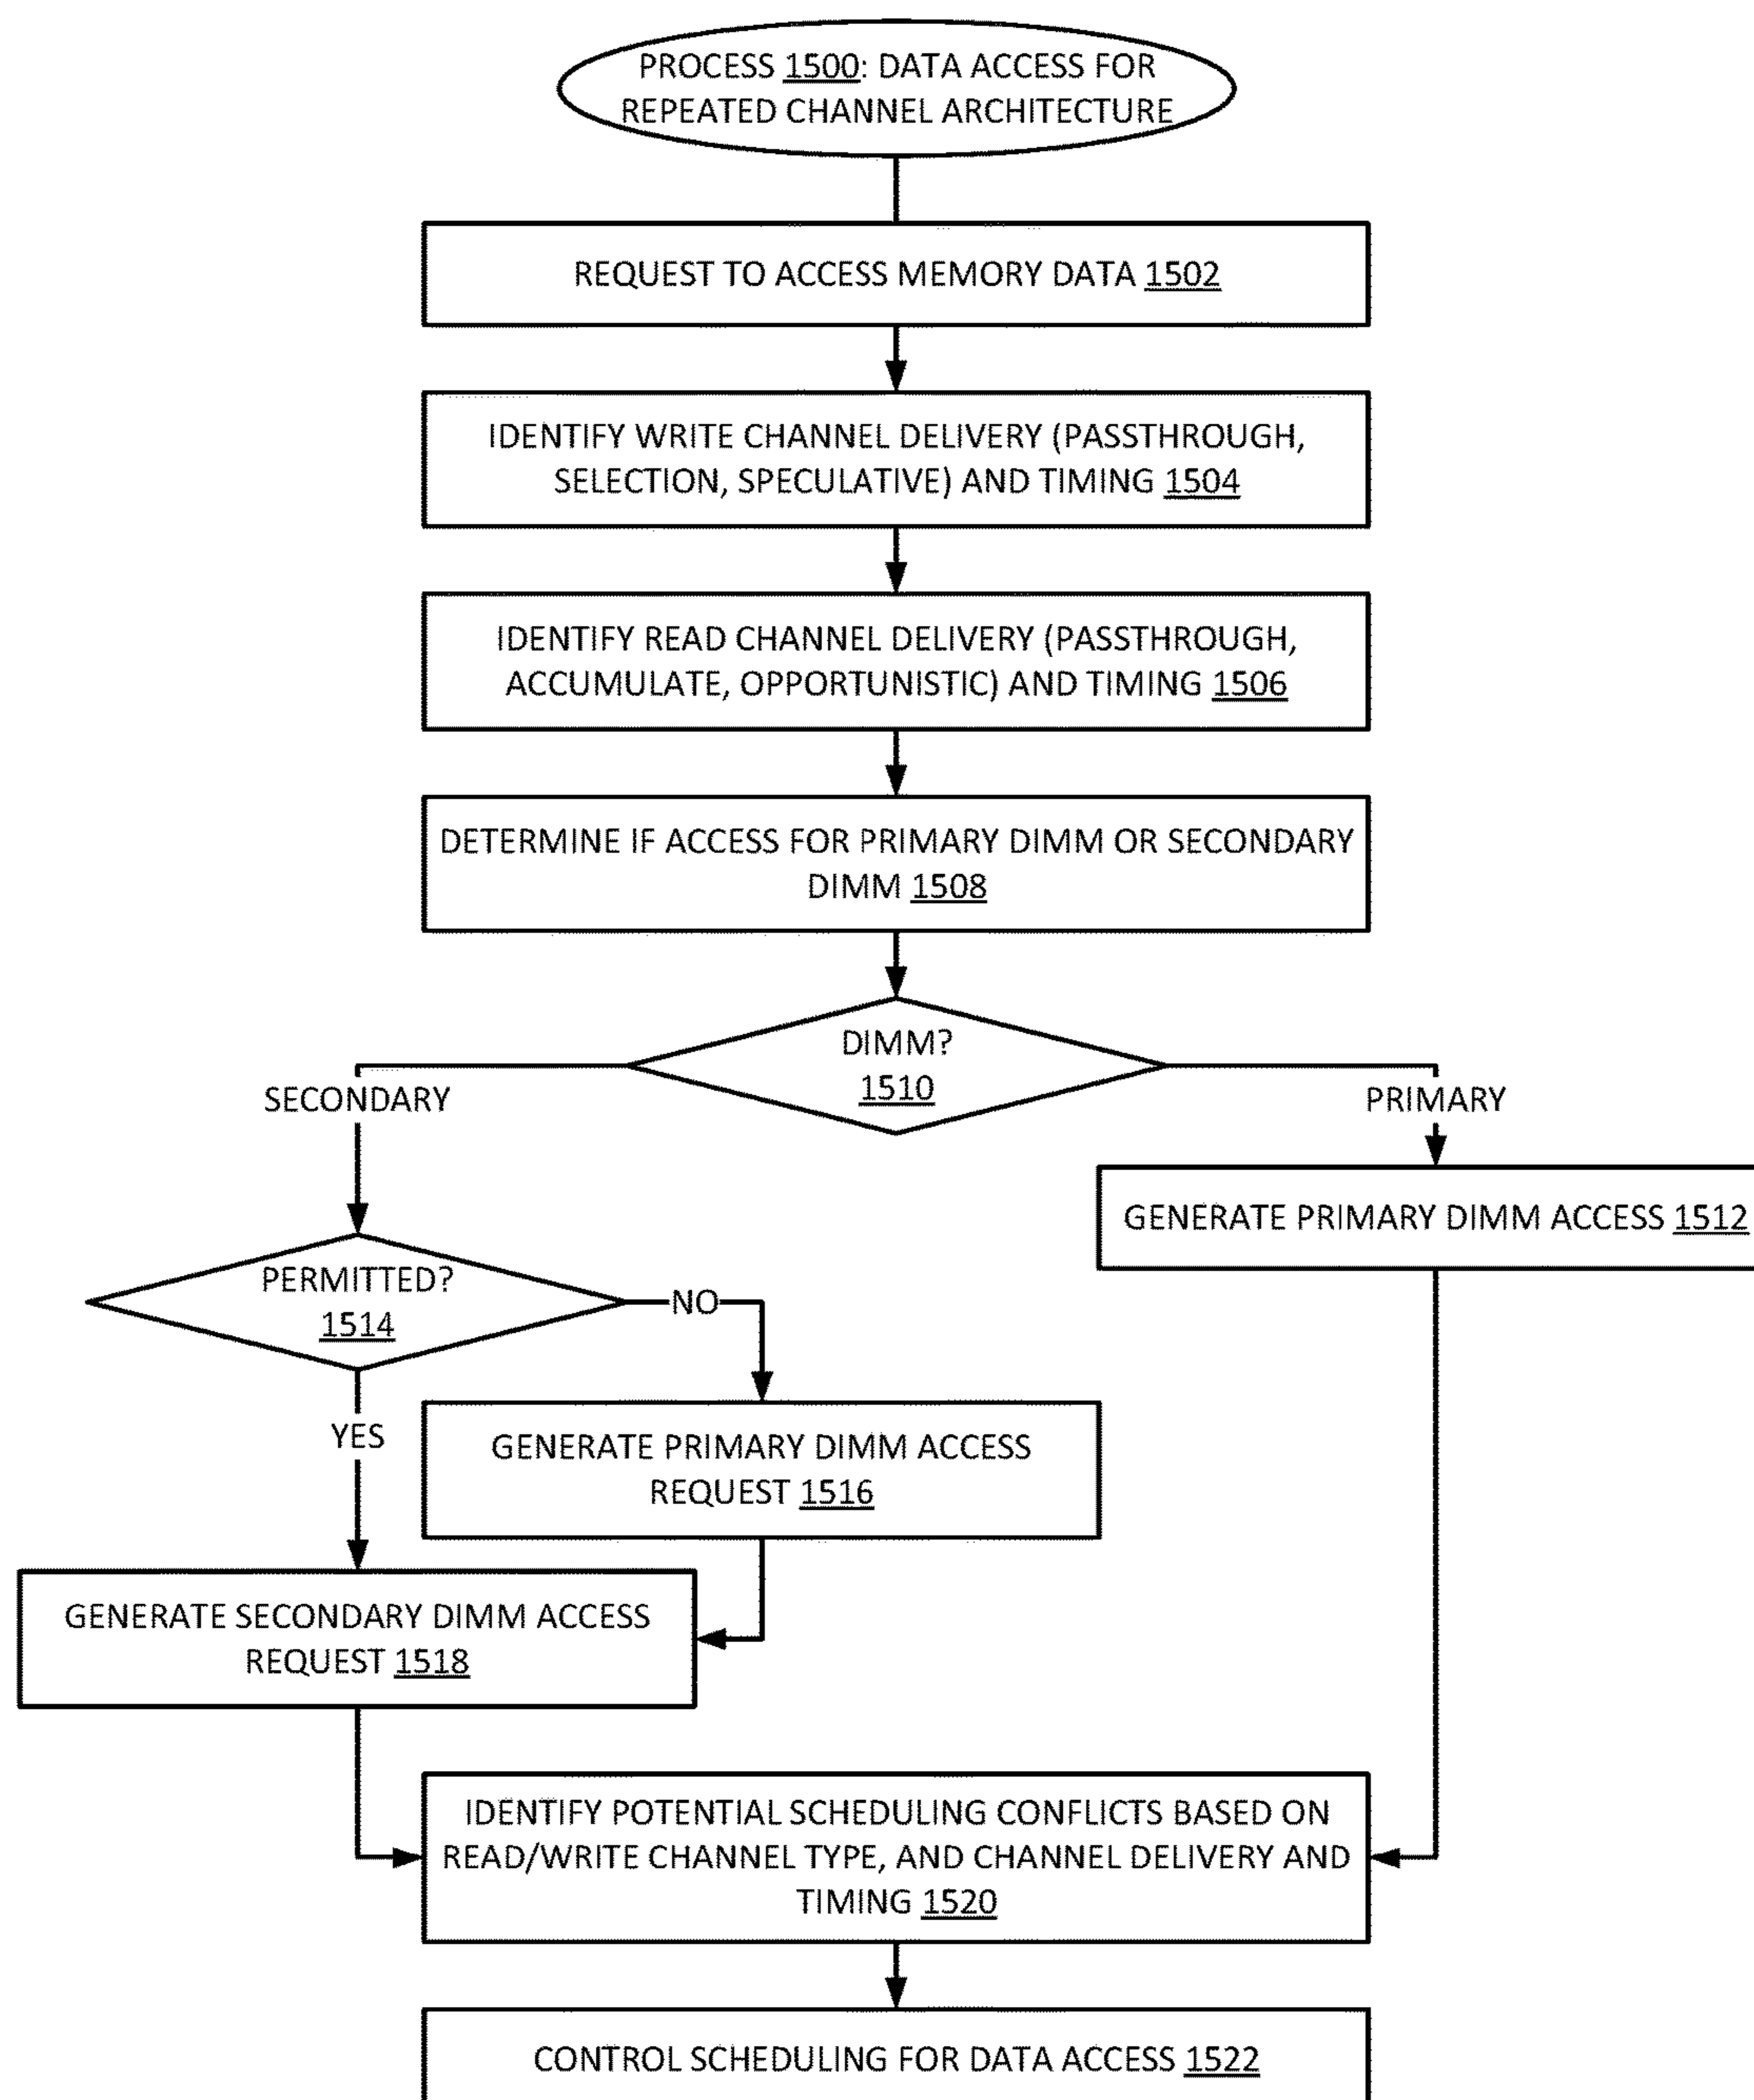 PROCESS 1500: DATA ACCESS FOR
REPEATED CHANNEL ARCHITECTURE
REQUEST TO ACCESS MEMORY DATA 1502
IDENTIFY WRITE CHANNEL DELIVERY (PASSTHROUGH,
SELECTION, SPECULATIVE) AND TIMING 1504
IDENTIFY READ CHANNEL DELIVERY (PASSTHROUGH,
ACCUMULATE, OPPORTUNISTIC) AND TIMING 1506
DETERMINE IF ACCESS FOR PRIMARY DIMM OR SECONDARY
DIMM 1508
DIMM?
1510
SECONDARY
PRIMARY
GENERATE PRIMARY DIMM ACCESS 1512
PERMITTED?
1514
NO
YES
GENERATE PRIMARY DIMM ACCESS
REQUEST 1516
GENERATE SECONDARY DIMM ACCESS
REQUEST 1518
IDENTIFY POTENTIAL SCHEDULING CONFLICTS BASED ON
READ/WRITE CHANNEL TYPE, AND CHANNEL DELIVERY AND
TIMING 1520
CONTROL SCHEDULING FOR DATA ACCESS 1522